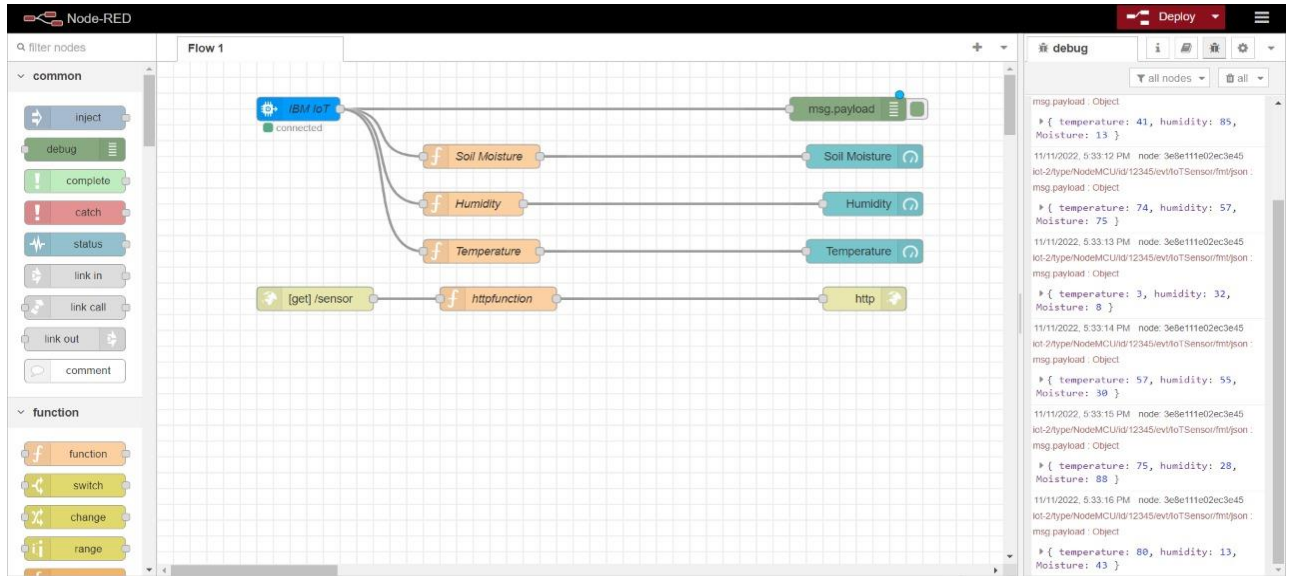 Node-RED
Deploy
filter nodes
common
inject
debug
complete
catch
status
link in
link call
link out
comment
function
function
switch
change
range
Flow 1
IBM IoT
connected
msg.payload
Soil Moisture
Soil Moisture
Humidity
Humidity
Temperature
Temperature
[get] /sensor
httpfunction
http
debug
i
all nodes
all
msg.payload : Object
{ temperature: 41, humidity: 85,
Moisture: 13 }
11/11/2022, 5:33:12 PM node: 3e8e111e02ec3e45
iot-2/type/NodeMCU/id/12345/evt/IoTSensor/fmt/json :
msg.payload : Object
{ temperature: 74, humidity: 57,
Moisture: 75 }
11/11/2022, 5:33:13 PM node: 3e8e111e02ec3e45
iot-2/type/NodeMCU/id/12345/evt/IoTSensor/fmt/json :
msg.payload : Object
{ temperature: 3, humidity: 32,
Moisture: 8 }
11/11/2022, 5:33:14 PM node: 3e8e111e02ec3e45
iot-2/type/NodeMCU/id/12345/evt/IoTSensor/fmt/json :
msg.payload : Object
{ temperature: 57, humidity: 55,
Moisture: 30 }
11/11/2022, 5:33:15 PM node: 3e8e111e02ec3e45
iot-2/type/NodeMCU/id/12345/evt/IoTSensor/fmt/json :
msg.payload : Object
{ temperature: 75, humidity: 28,
Moisture: 88 }
11/11/2022, 5:33:16 PM node: 3e8e111e02ec3e45
iot-2/type/NodeMCU/id/12345/evt/IoTSensor/fmt/json :
msg.payload : Object
{ temperature: 80, humidity: 13,
Moisture: 43 }